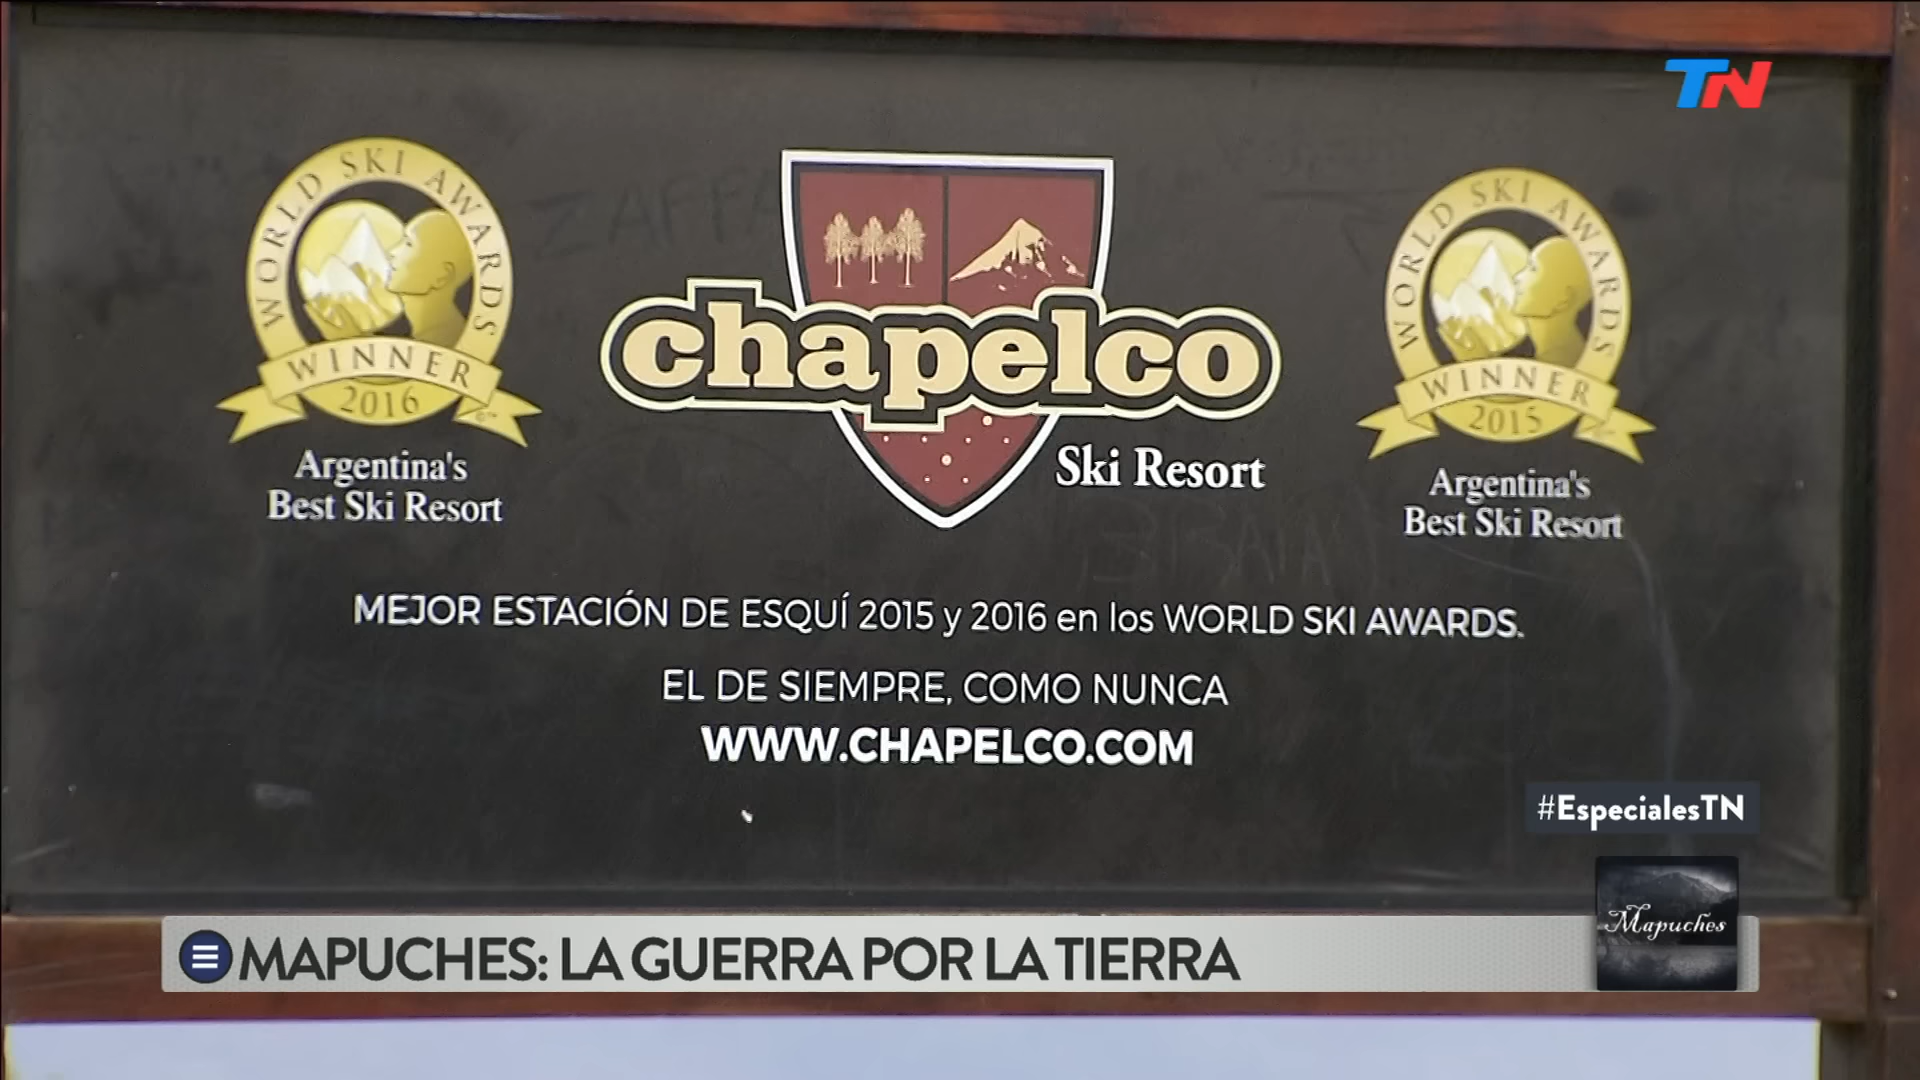 TN
WORLD SKI AWARDS
WINNER
2016
Argentina's
Best Ski Resort
ZAFFA
chapelco
Ski Resort
WORLD SKI AWARDS
WINNER
2015
Argentina's
Best Ski Resort
MEJOR ESTACIÓN DE ESQUÍ 2015 y 2016 en los WORLD SKI AWARDS.
EL DE SIEMPRE, COMO NUNCA
WWW.CHAPELCO.COM
#EspecialesTN
Mapuches
MAPUCHES: LA GUERRA POR LA TIERRA